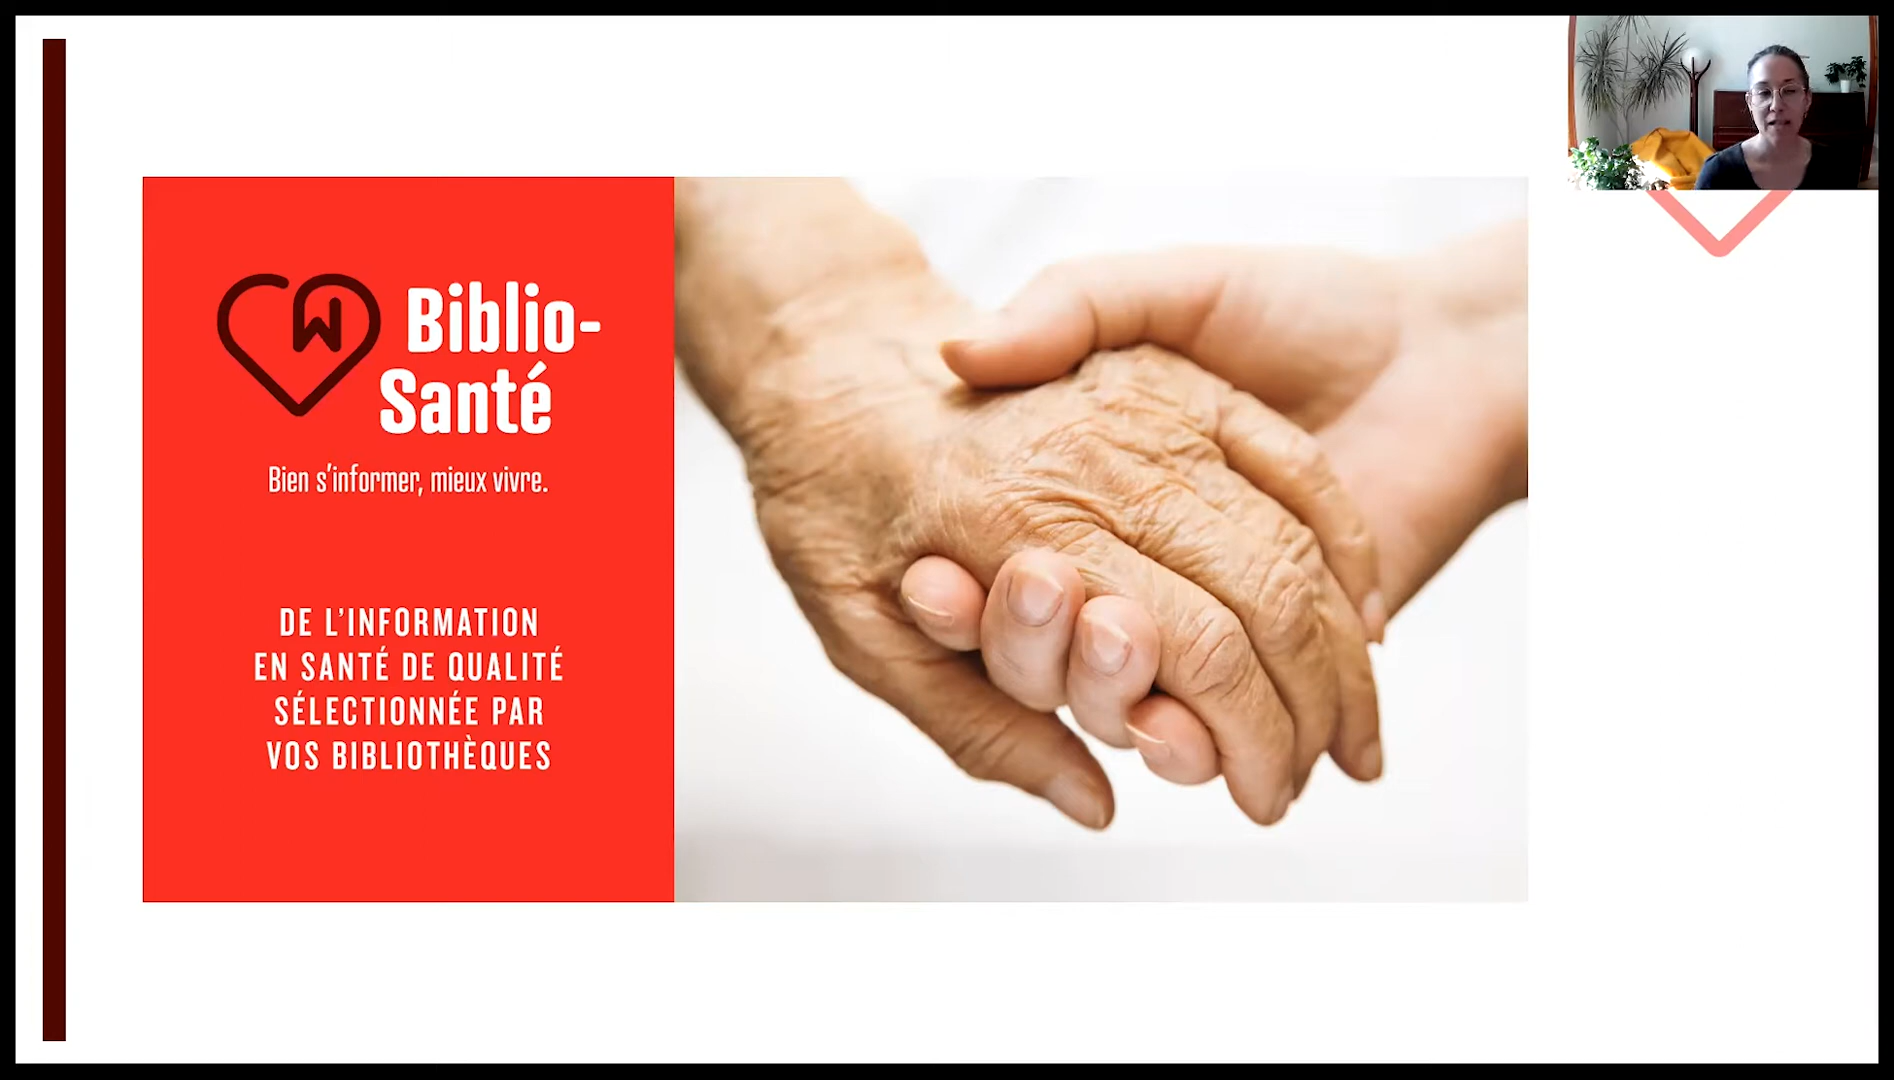 Biblio-
Santé
Bien s'informer, mieux vivre.
DE L'INFORMATION
EN SANTÉ DE QUALITÉ
SÉLECTIONNÉE PAR
VOS BIBLIOTHÈQUES